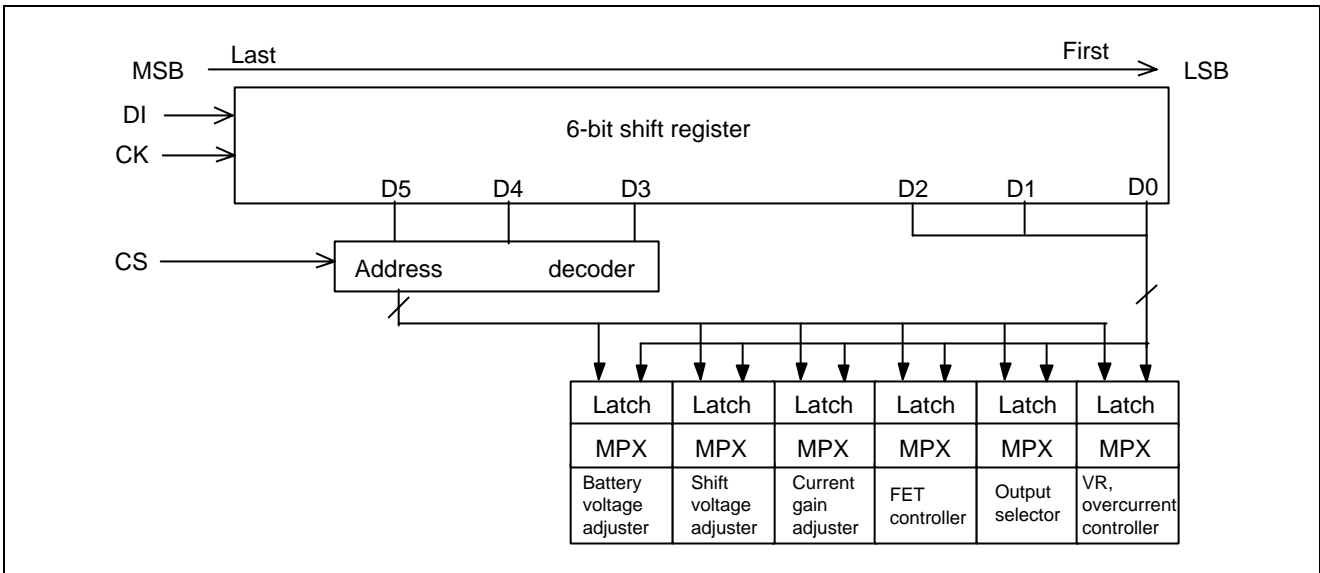 Last First
MSB LSB
DI
6-bit shift register
CK
D5 D4 D3 D2 D1 D0
CS
Address decoder
Latch Latch Latch Latch Latch Latch
MPX MPX MPX MPX MPX MPX
Battery
voltage
adjuster
Shift
voltage
adjuster
Current
gain
adjuster
FET
controller
Output
selector
VR,
overcurrent
controller